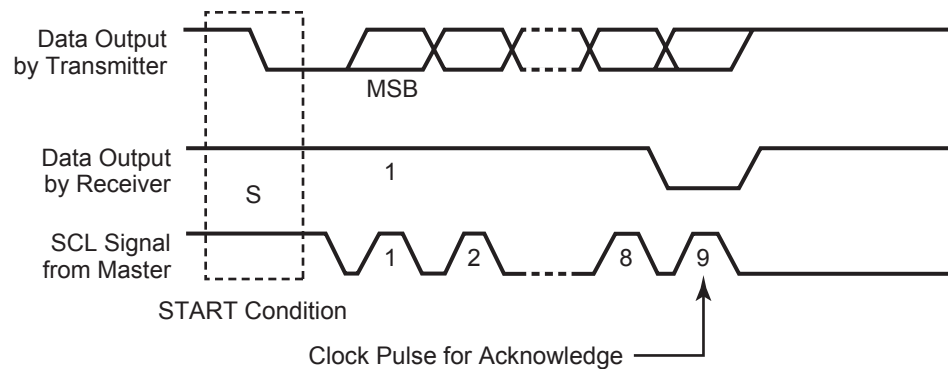 Data Output
by Transmitter
MSB
Data Output
by Receiver
1
S
SCL Signal
from Master
1 2 8 9
START Condition
Clock Pulse for Acknowledge